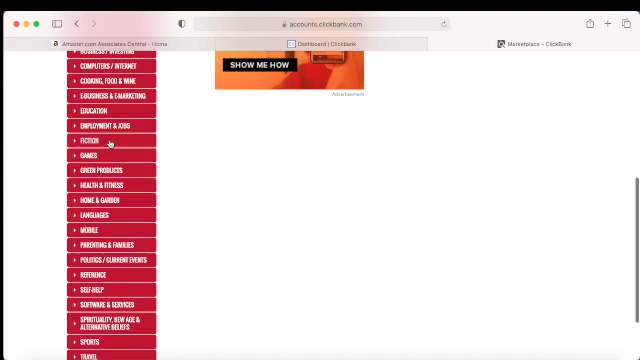 accounts.clickbank.com
Amazon.com Associates Central - Home
Dashboard | Clickbank
Marketplace - ClickBank
BUSINESS / INVESTING
COMPUTERS / INTERNET
COOKING, FOOD & WINE
E-BUSINESS & E-MARKETING
EDUCATION
EMPLOYMENT & JOBS
FICTION
GAMES
GREEN PRODUCTS
HEALTH & FITNESS
HOME & GARDEN
LANGUAGES
MOBILE
PARENTING & FAMILIES
POLITICS / CURRENT EVENTS
REFERENCE
SELF-HELP
SOFTWARE & SERVICES
SPIRITUALITY, NEW AGE &
ALTERNATIVE BELIEFS
SPORTS
TRAVEL
SHOW ME HOW
Advertisement